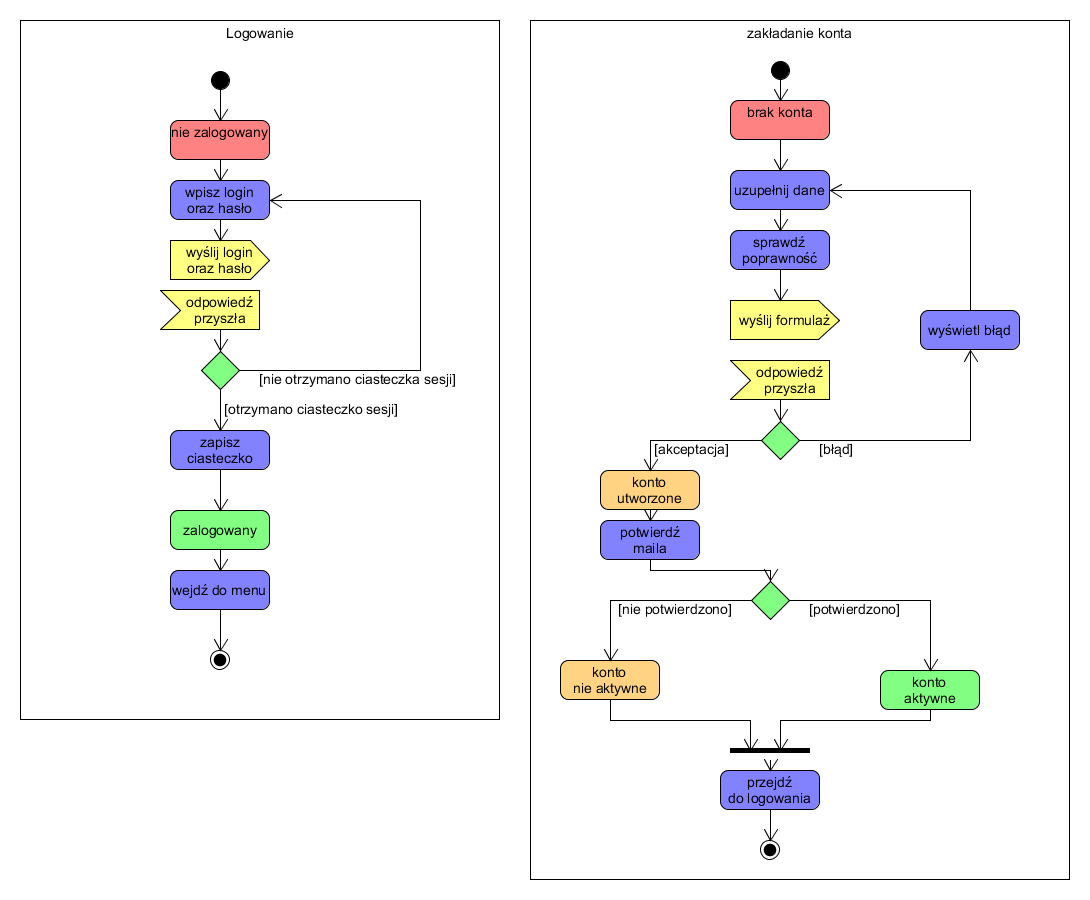 Logowanie
nie zalogowany
wpisz login
oraz hasło
wyślij login
oraz hasło
odpowiedź
przyszła
[nie otrzymano ciasteczka sesji]
[otrzymano ciasteczko sesji]
zapisz
ciasteczko
zalogowany
wejdź do menu
zakładanie konta
brak konta
uzupełnij dane
sprawdź
poprawność
wyślij formulaż
wyświetl błąd
odpowiedź
przyszła
[akceptacja]
[błąd]
konto
utworzone
potwierdź
maila
[nie potwierdzono]
[potwierdzono]
konto
nie aktywne
konto
aktywne
przejdź
do logowania